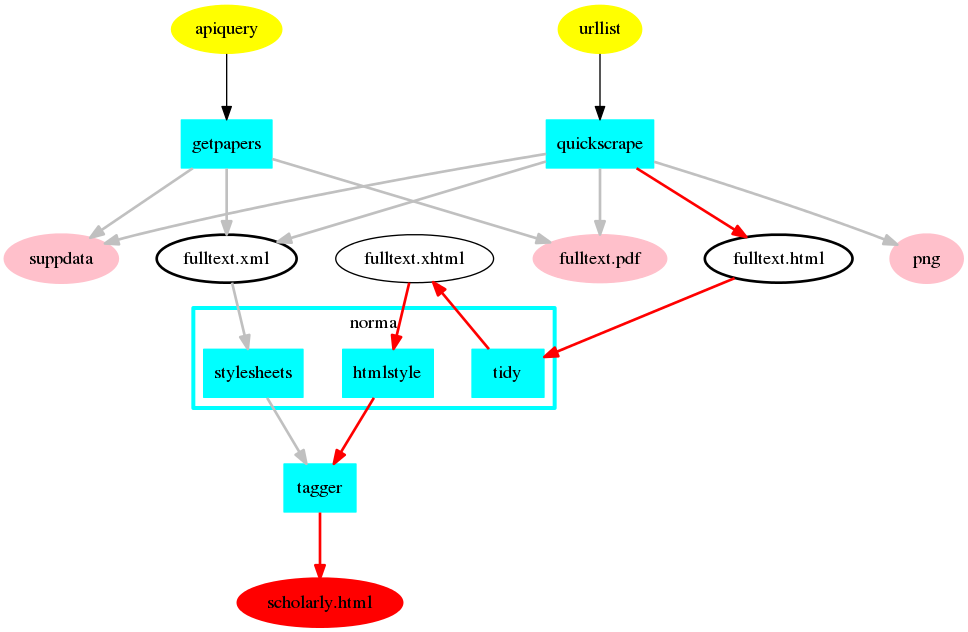 apiquery
urllist
getpapers
quickscrape
suppdata
fulltext.xml
fulltext.xhtml
fulltext.pdf
fulltext.html
png
norma
stylesheets
htmlstyle
tidy
tagger
scholarly.html